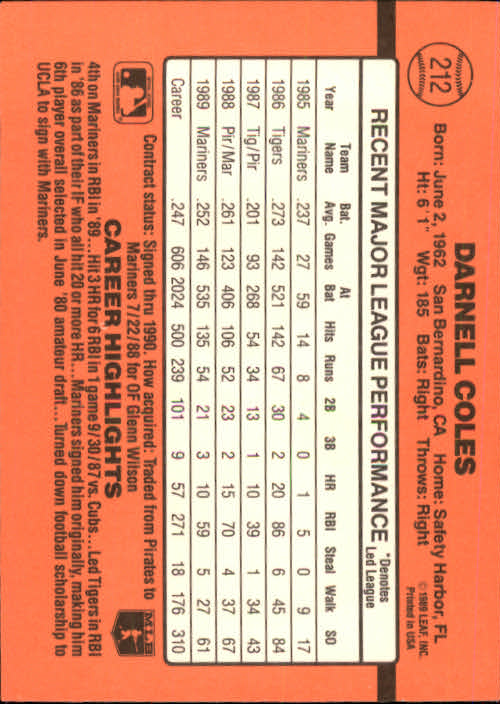 212
DARNELL COLES
Born: June 2, 1962 San Bernardino, CA Home: Safety Harbor, FL
Ht: 6'1" Wgt: 185 Bats: Right Throws: Right
© 1989 LEAF, INC.
Printed in USA
RECENT MAJOR LEAGUE PERFORMANCE *Denotes Led League
Year Team Name Bat. Avg. Games At Bat Hits Runs 2B 3B HR RBI Steal Walk SO
1985 Mariners .237 27 59 14 8 4 0 1 5 0 9 17
1986 Tigers .273 142 521 142 67 30 2 20 86 6 45 84
1987 Tig/Pir .201 93 268 54 34 13 1 10 39 1 34 43
1988 Pir/Mar .261 123 406 106 52 23 2 15 70 4 37 67
1989 Mariners .252 146 535 135 54 21 3 10 59 5 27 61
Career .247 606 2024 500 239 101 9 57 271 18 176 310
Contract status: Signed thru 1990. How acquired: Traded from Pirates to
Mariners 7/22/88 for OF Glenn Wilson
MLB
CAREER HIGHLIGHTS
4th on Mariners in RBI in '89...Hit 3 HR for 6 RBI in 1 game 9/30/87 vs. Cubs...Led Tigers in RBI
in '86 as part of their IF who all hit 20 or more HR...Mariners signed him originally, making him
6th player overall selected in June '80 amateur draft...Turned down football scholarship to
UCLA to sign with Mariners.